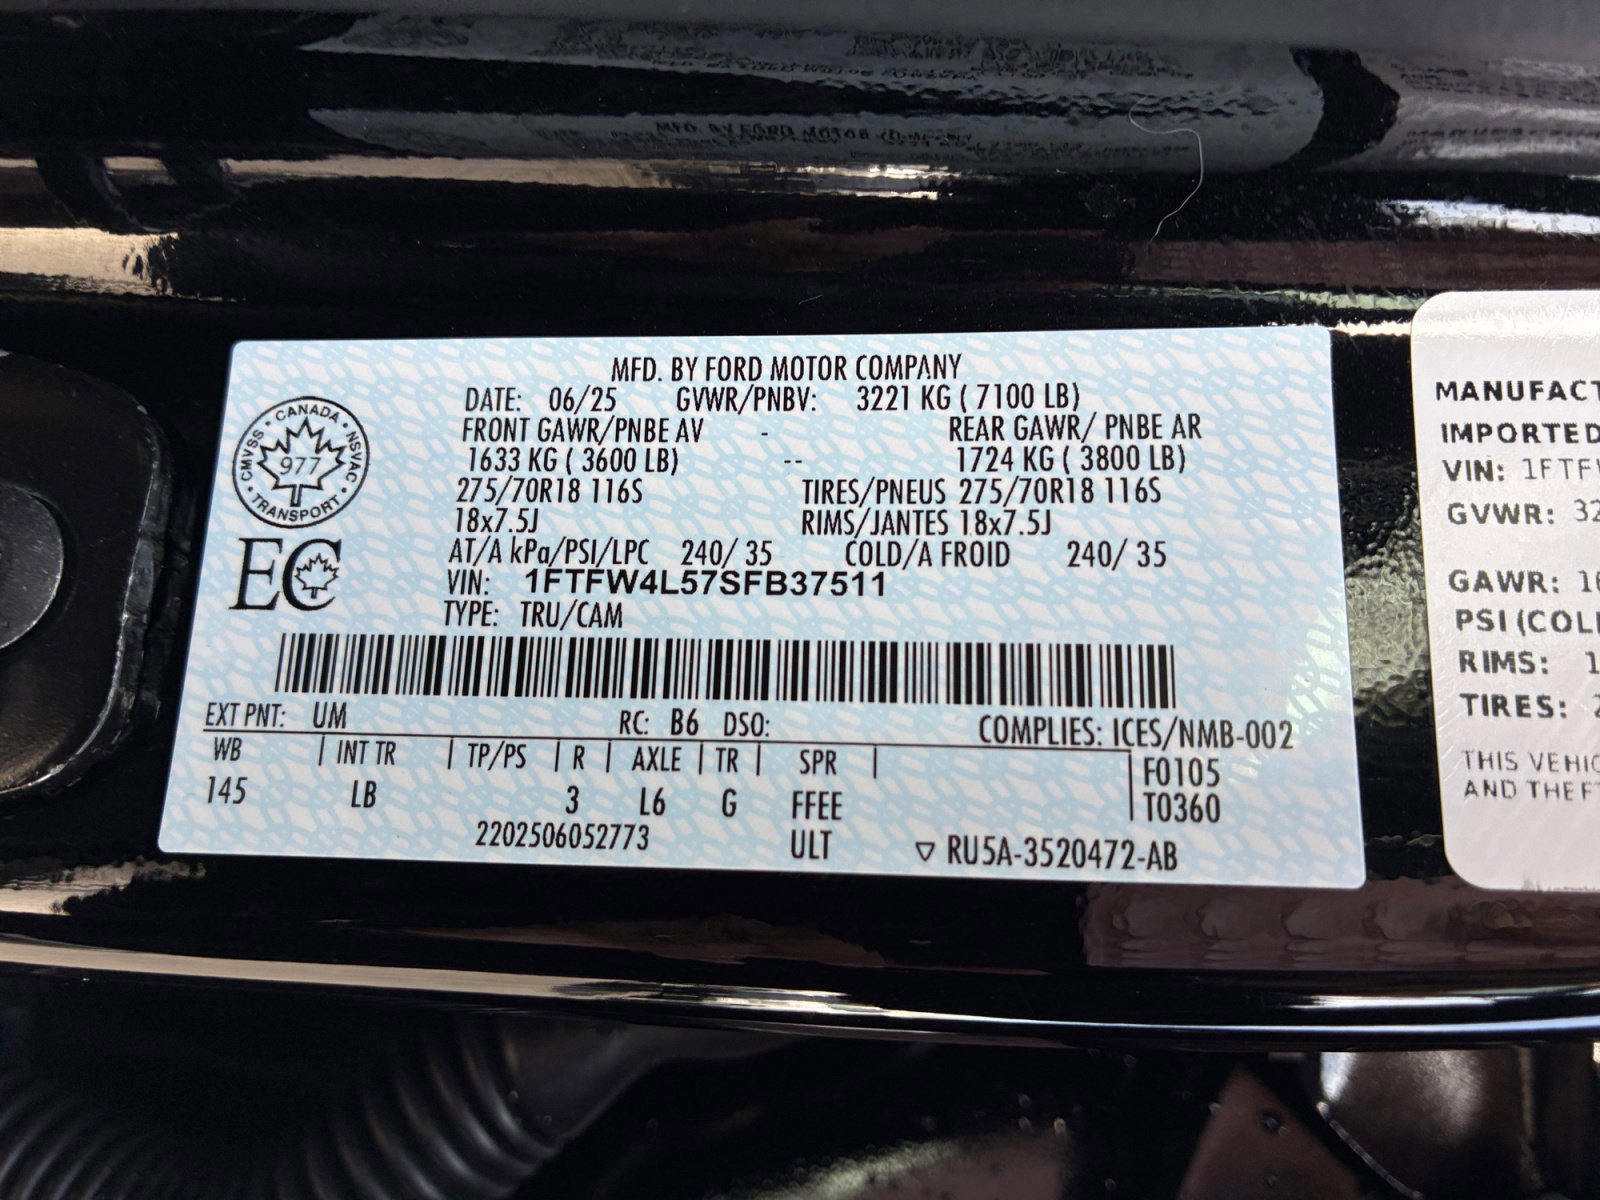 MFD. BY FORD MOTOR COMPANY
DATE: 06/25 GVWR/PNBV: 3221 KG ( 7100 LB)
FRONT GAWR/PNBE AV - REAR GAWR/ PNBE AR
1633 KG ( 3600 LB) -- 1724 KG ( 3800 LB)
275/70R18 116S TIRES/PNEUS 275/70R18 116S
18x7.5J RIMS/JANTES 18x7.5J
AT/A kPa/PSI/LPC 240/ 35 COLD/A FROID 240/ 35
VIN: 1FTFW4L57SFB37511
TYPE: TRU/CAM
CANADA
CMVSS NSVAC
977
TRANSPORT
EC
EXT PNT: UM RC: B6 DSO: COMPLIES: ICES/NMB-002
WB | INT TR | TP/PS | R | AXLE | TR | SPR | F0105
145 LB 3 L6 G FFEE T0360
2202506052773 ULT RU5A-3520472-AB
MANUFACT
IMPORTED
VIN: 1FTF
GVWR: 32
GAWR:
PSI (COL
RIMS: 1
TIRES:
THIS VEHIC
AND THEFT